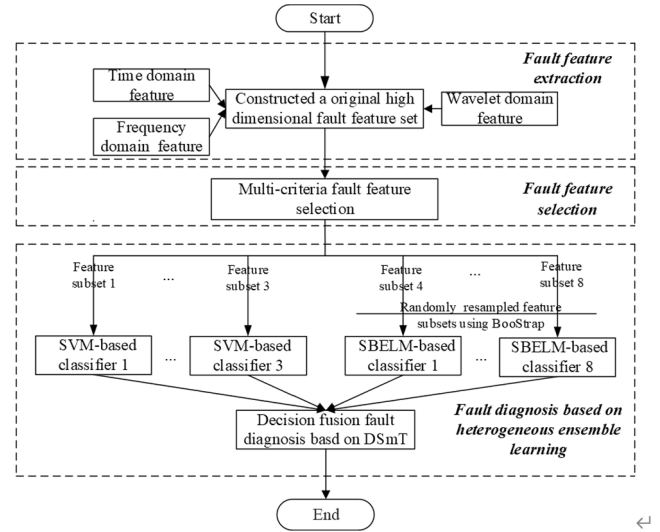 Start
Fault feature
extraction
Time domain
feature
Constructed a original high
dimensional fault feature set
Wavelet domain
feature
Frequency
domain feature
Multi-criteria fault feature
selection
Fault feature
selection
Feature
subset 1
...
Feature
subset 3
Feature
subset 4
...
Feature
subset 8
Randomly resampled feature
subsets using BooStrap
SVM-based
classifier 1
...
SVM-based
classifier 3
SBELM-based
classifier 1
...
SBELM-based
classifier 8
Decision fusion fault
diagnosis basd on DSmT
Fault diagnosis based on
heterogeneous ensemble
learning
End